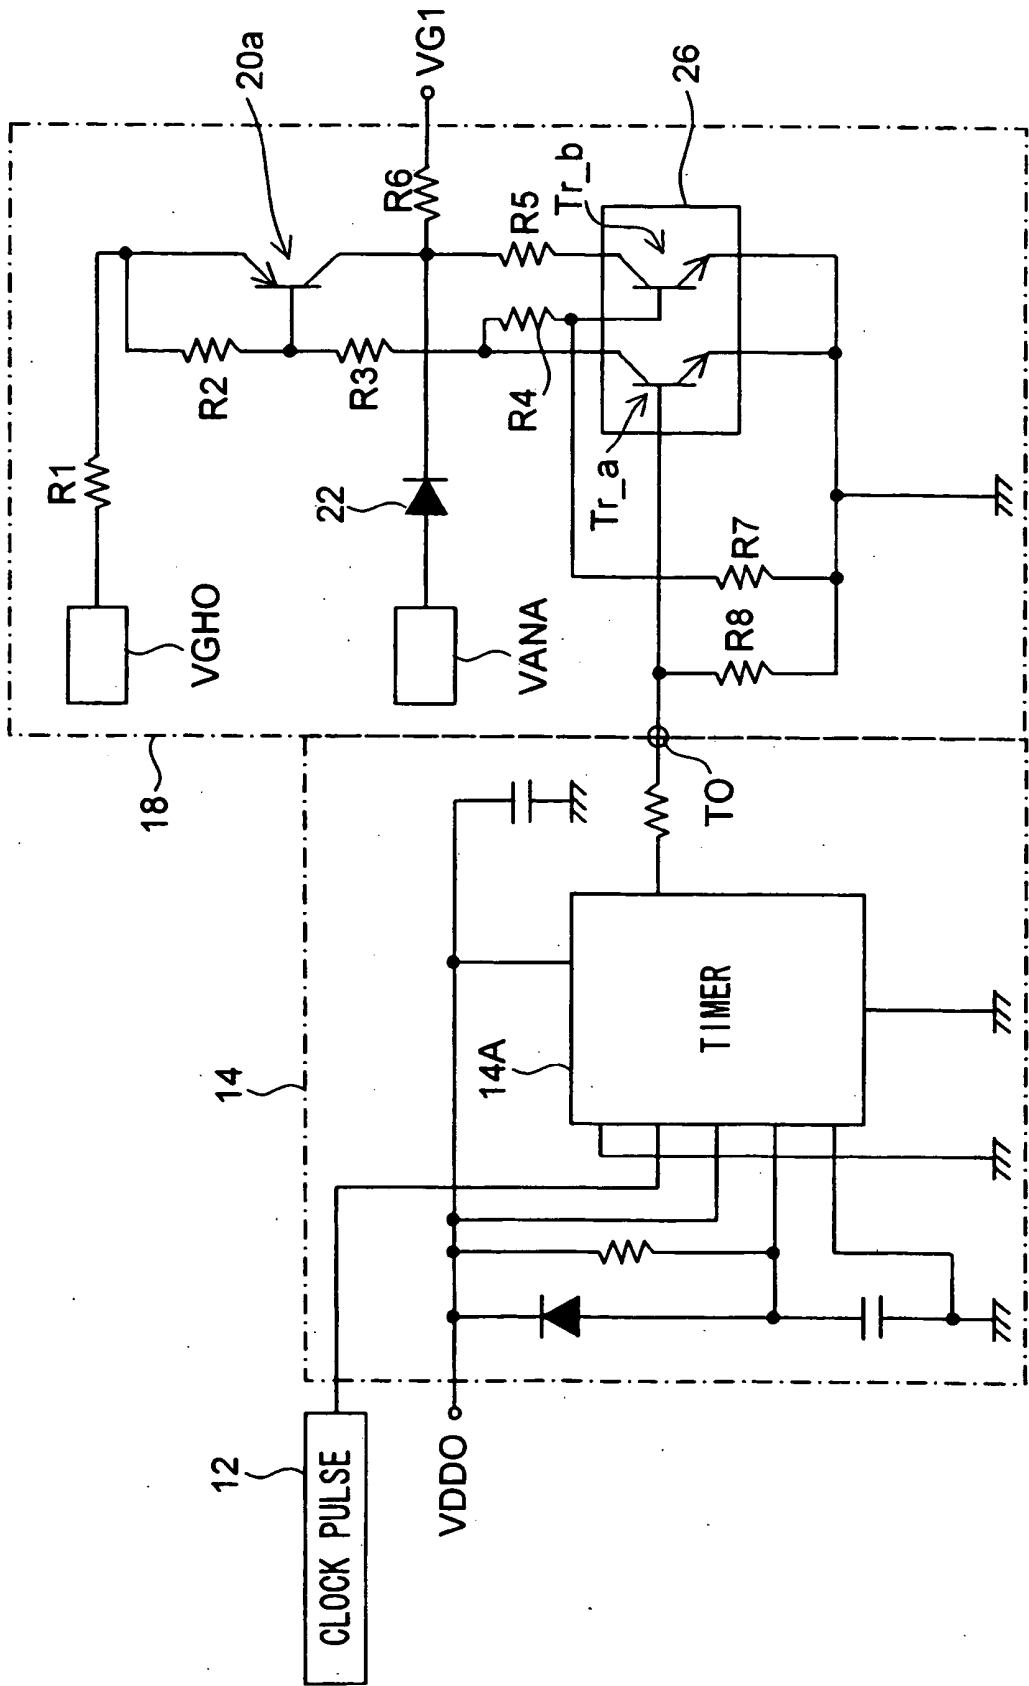 12
CLOCK PULSE
VDDO
14
14A
TIMER
TO
18
VGHO
R1
R2
R3
20a
VANA
22
R6
VG1
R4
R5
Tr_a
Tr_b
26
R8
R7